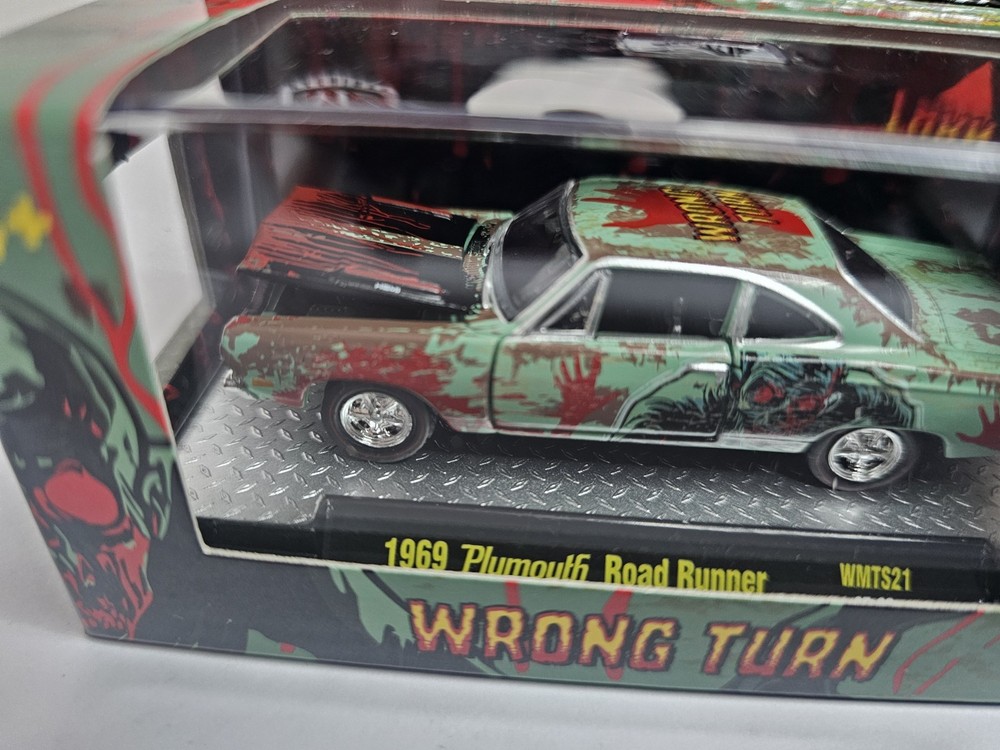 WRONG
TURN
1969 Plymouth Road Runner WMTS21
WRONG TURN